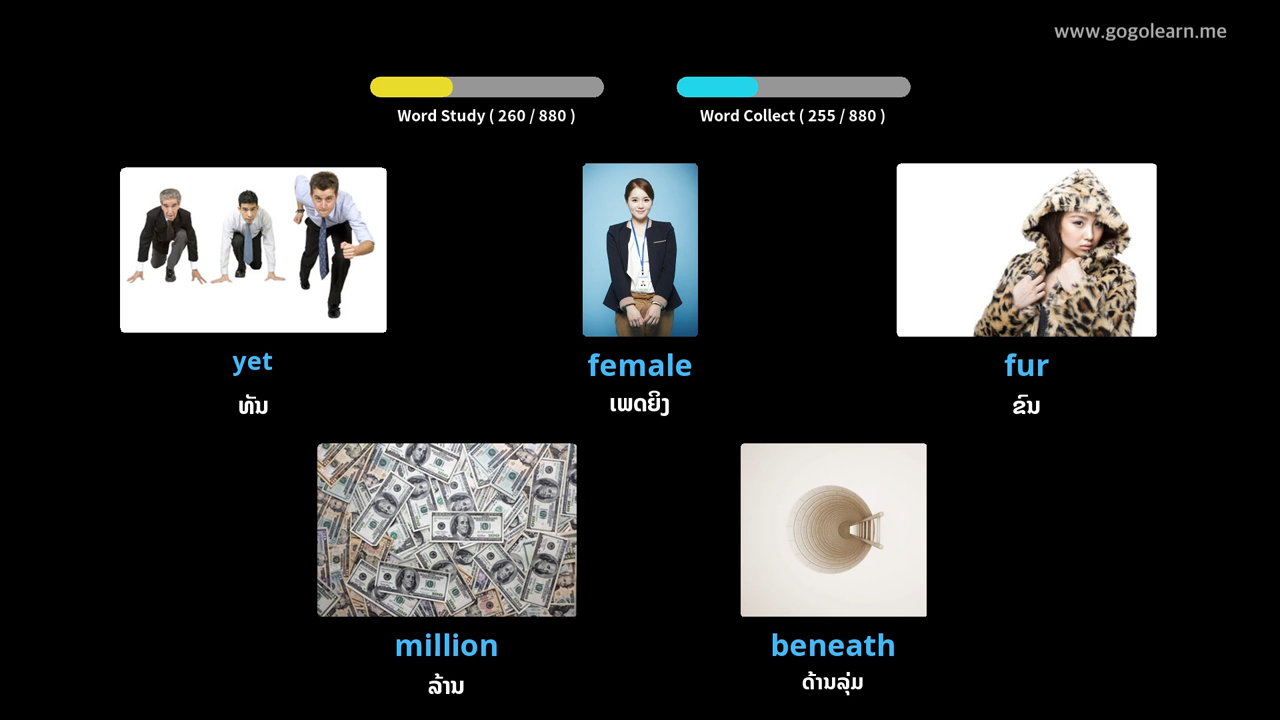 www.gogolearn.me
Word Study ( 260 / 880 )
Word Collect ( 255 / 880 )
yet
ທັນ
female
ເພດຍິງ
fur
ຂົນ
million
ລ້ານ
beneath
ດ້ານລຸ່ມ